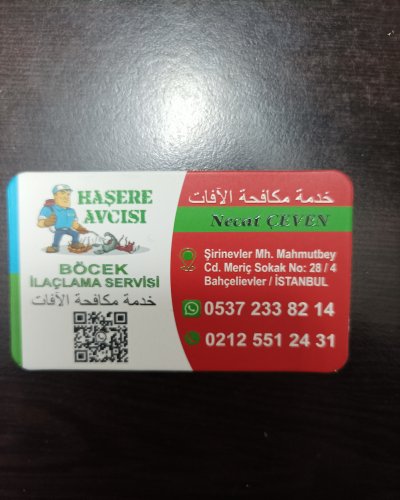 HAŞERE
AVCISI
BÖCEK
İLAÇLAMA SERVİSİ
خدمة مكافحة الآفات
خدمة مكافحة الآفات
Necat ÇEVEN
Şirinevler Mh. Mahmutbey
Cd. Meriç Sokak No: 28 / 4
Bahçelievler / İSTANBUL
0537 233 82 14
0212 551 24 31